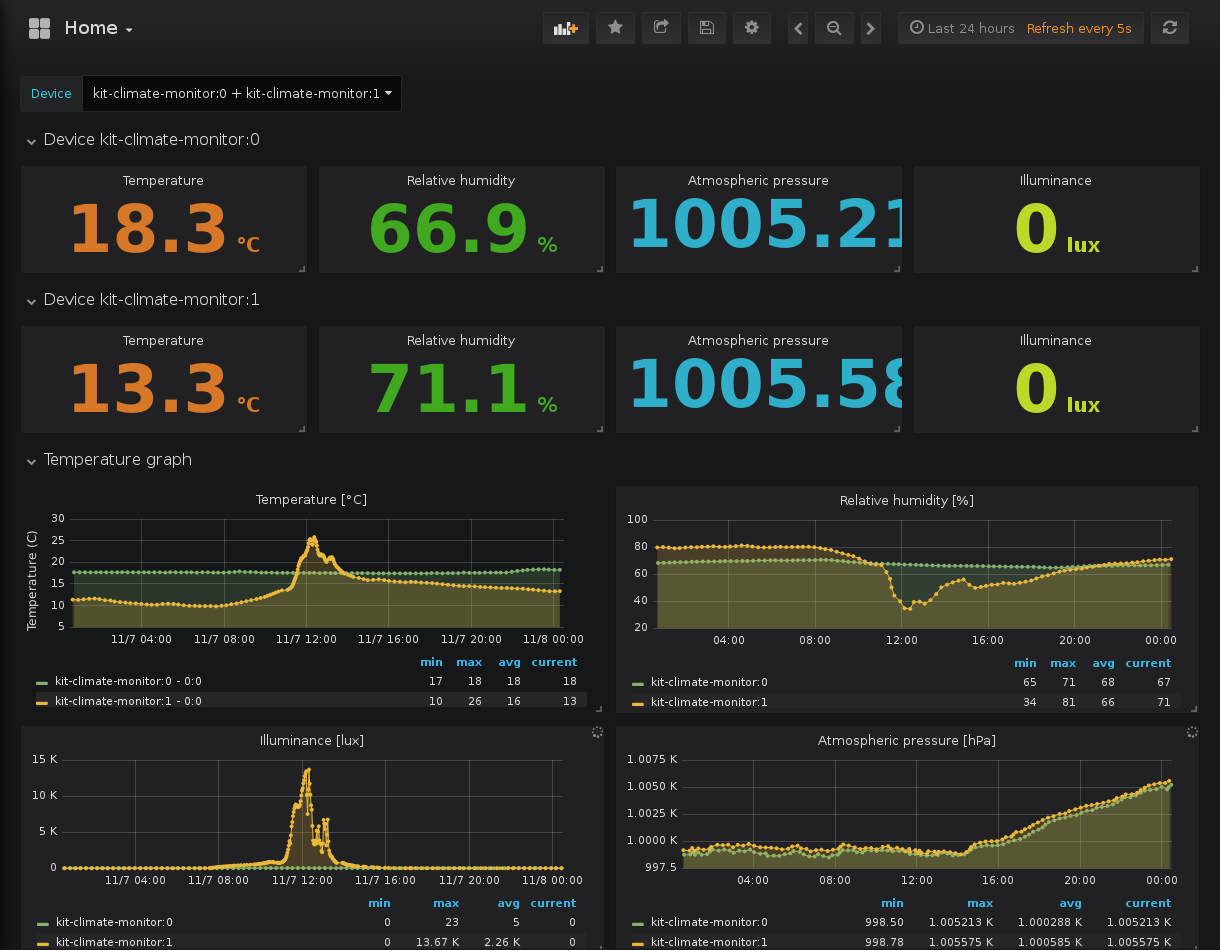 Home
Last 24 hours Refresh every 5s
Device kit-climate-monitor:0 + kit-climate-monitor:1
Device kit-climate-monitor:0
Temperature Relative humidity Atmospheric pressure Illuminance
18.3 °C 66.9 % 1005.21 0 lux
Device kit-climate-monitor:1
Temperature Relative humidity Atmospheric pressure Illuminance
13.3 °C 71.1 % 1005.58 0 lux
Temperature graph
Temperature [°C]
Temperature (C)
30
25
20
15
10
5
11/7 04:00 11/7 08:00 11/7 12:00 11/7 16:00 11/7 20:00 11/8 00:00
min max avg current
kit-climate-monitor:0 - 0:0 17 18 18 18
kit-climate-monitor:1 - 0:0 10 26 16 13
Relative humidity [%]
100
80
60
40
20
04:00 08:00 12:00 16:00 20:00 00:00
min max avg current
kit-climate-monitor:0 65 71 68 67
kit-climate-monitor:1 34 81 66 71
Illuminance [lux]
15 K
10 K
5 K
0
11/7 04:00 11/7 08:00 11/7 12:00 11/7 16:00 11/7 20:00 11/8 00:00
min max avg current
kit-climate-monitor:0 0 23 5 0
kit-climate-monitor:1 0 13.67 K 2.26 K 0
Atmospheric pressure [hPa]
1.0075 K
1.0050 K
1.0025 K
1.0000 K
997.5
04:00 08:00 12:00 16:00 20:00 00:00
min max avg current
kit-climate-monitor:0 998.50 1.005213 K 1.000288 K 1.005213 K
kit-climate-monitor:1 998.78 1.005575 K 1.000585 K 1.005575 K